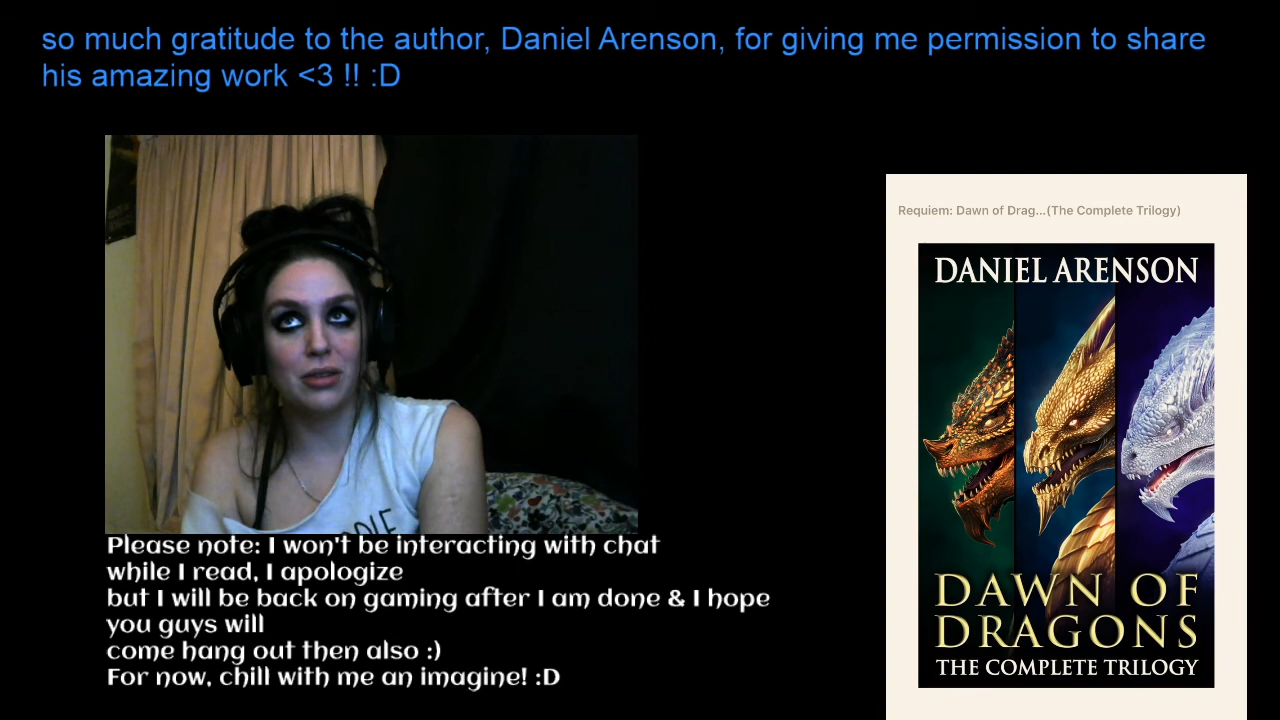 so much gratitude to the author, Daniel Arenson, for giving me permission to share
his amazing work <3 !! :D
Requiem: Dawn of Drag...(The Complete Trilogy)
DANIEL ARENSON
DAWN OF
DRAGONS
THE COMPLETE TRILOGY
Please note: I won't be interacting with chat
while I read, I apologize
but I will be back on gaming after I am done & I hope
you guys will
come hang out then also :)
For now, chill with me an imagine! :D